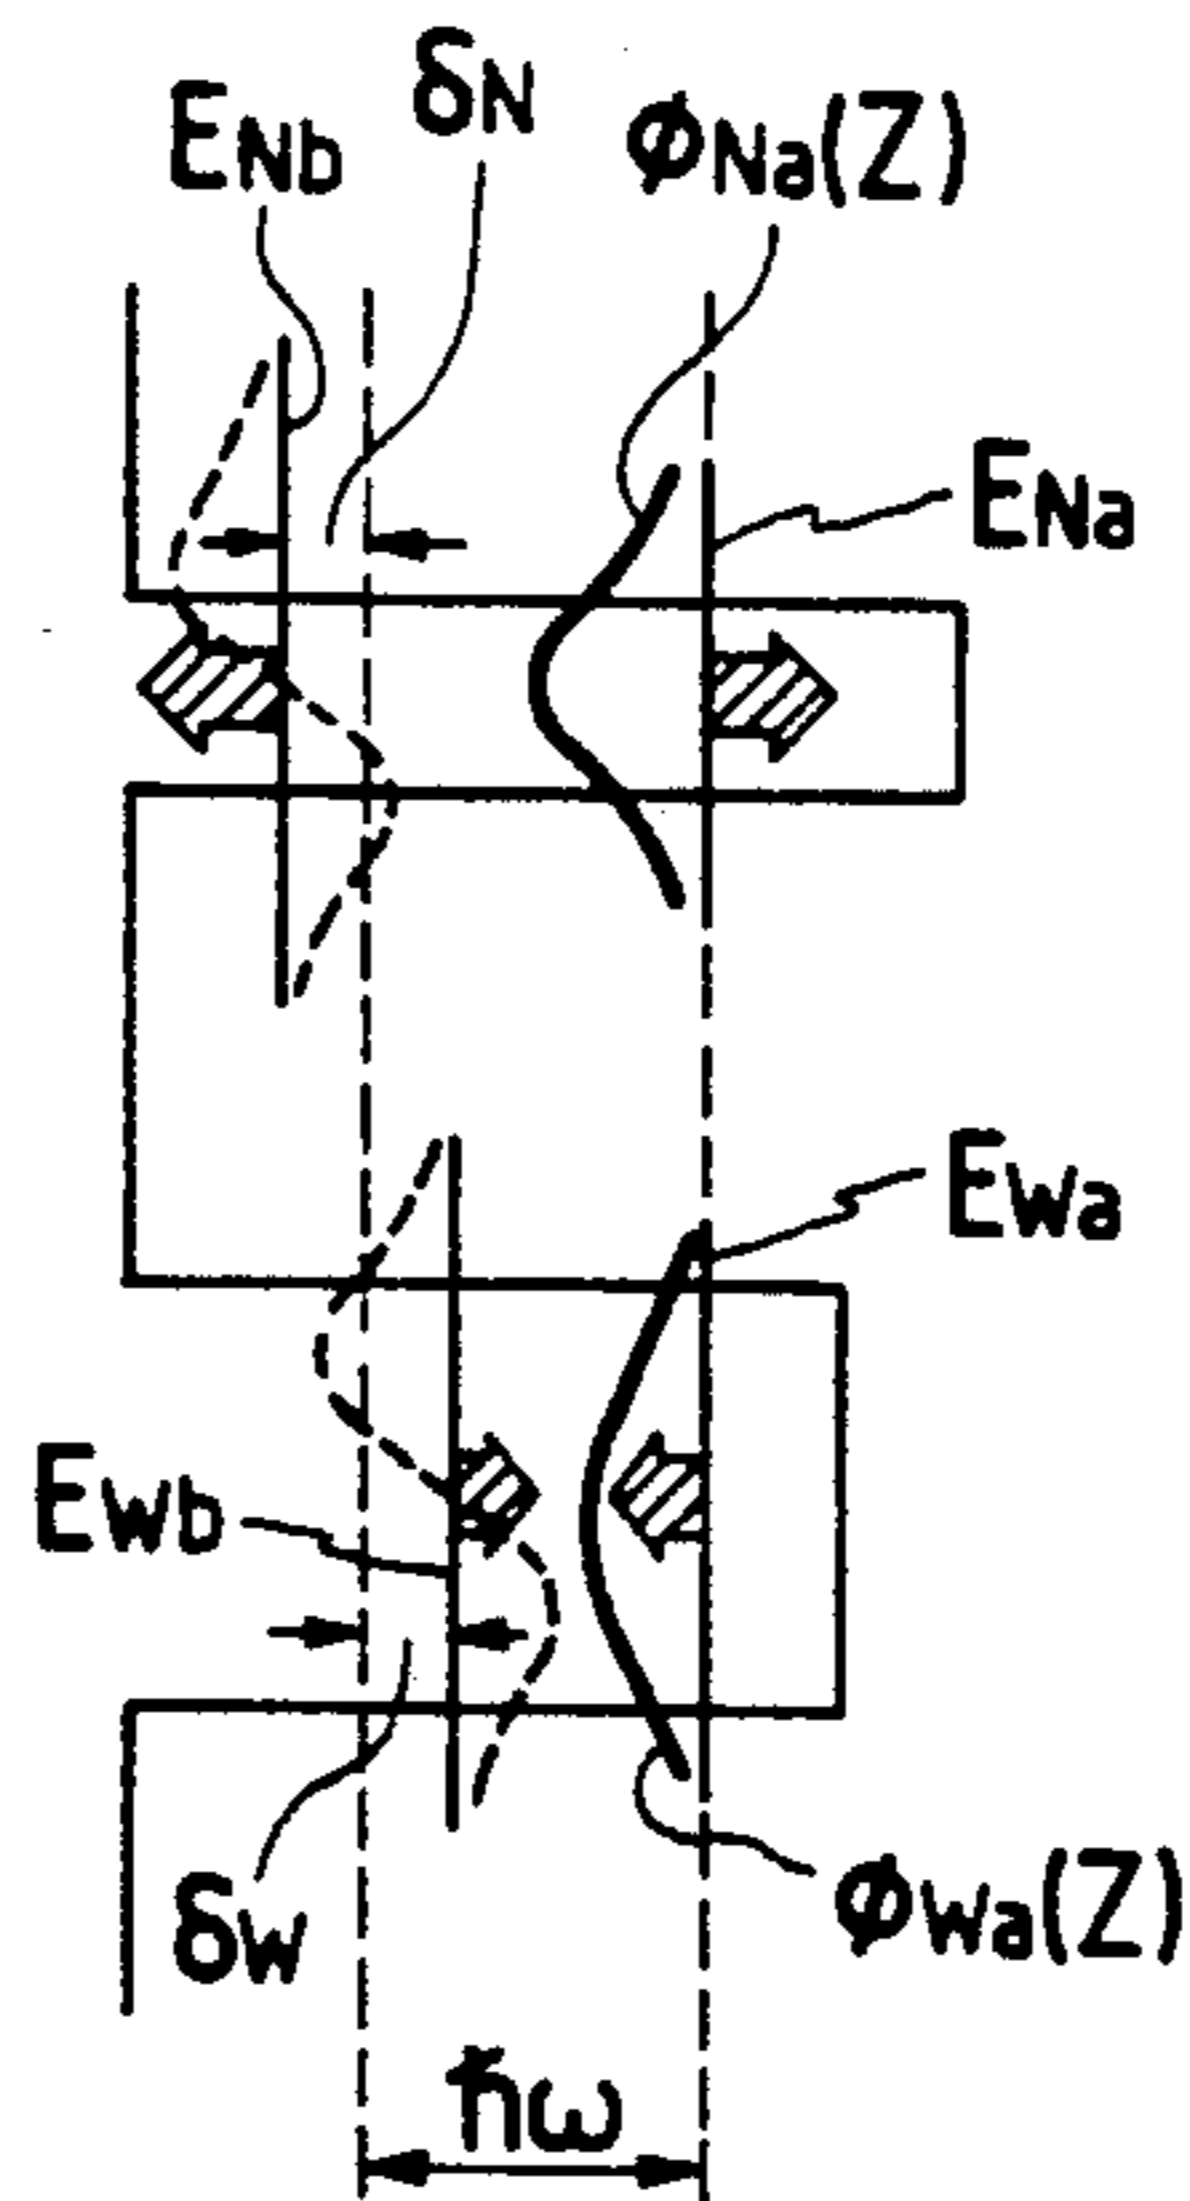 ENb
δN
ϕNa(Z)
ENa
EWa
EWb
δW
ϕWa(Z)
ħω